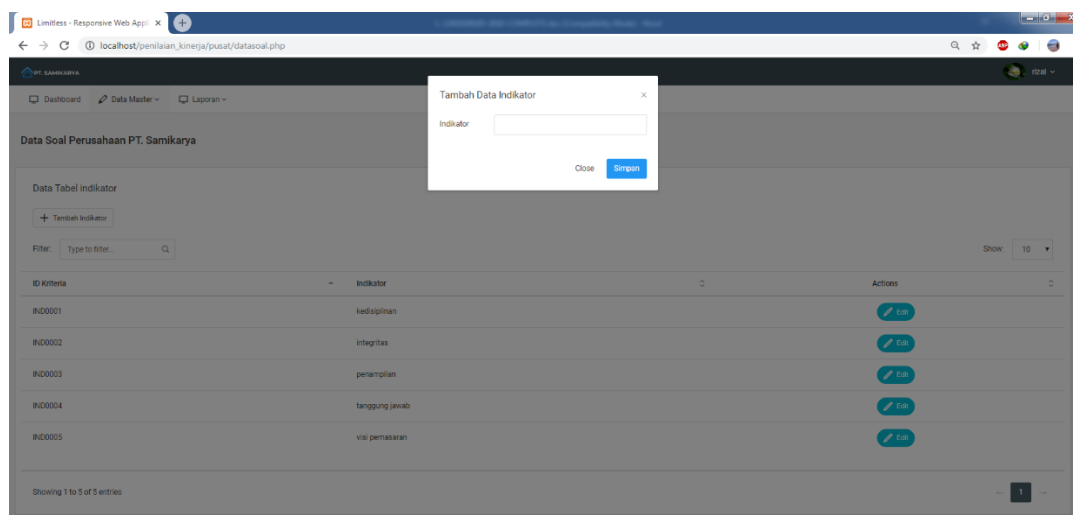 Limitless - Responsive Web Appl
localhost/penilaian_kinerja/pusat/datasoal.php
PT. SAMIKARYA
rizal
Dashboard Data Master Laporan
Tambah Data Indikator
Indikator
Close Simpan
Data Soal Perusahaan PT. Samikarya
Data Tabel indikator
Tambah Indikator
Filter: Type to filter... Show: 10
ID Kriteria Indikator Actions
IND0001 kedisiplinan Edit
IND0002 integritas Edit
IND0003 penampilan Edit
IND0004 tanggung jawab Edit
IND0005 visi pemasaran Edit
Showing 1 to 5 of 5 entries 1